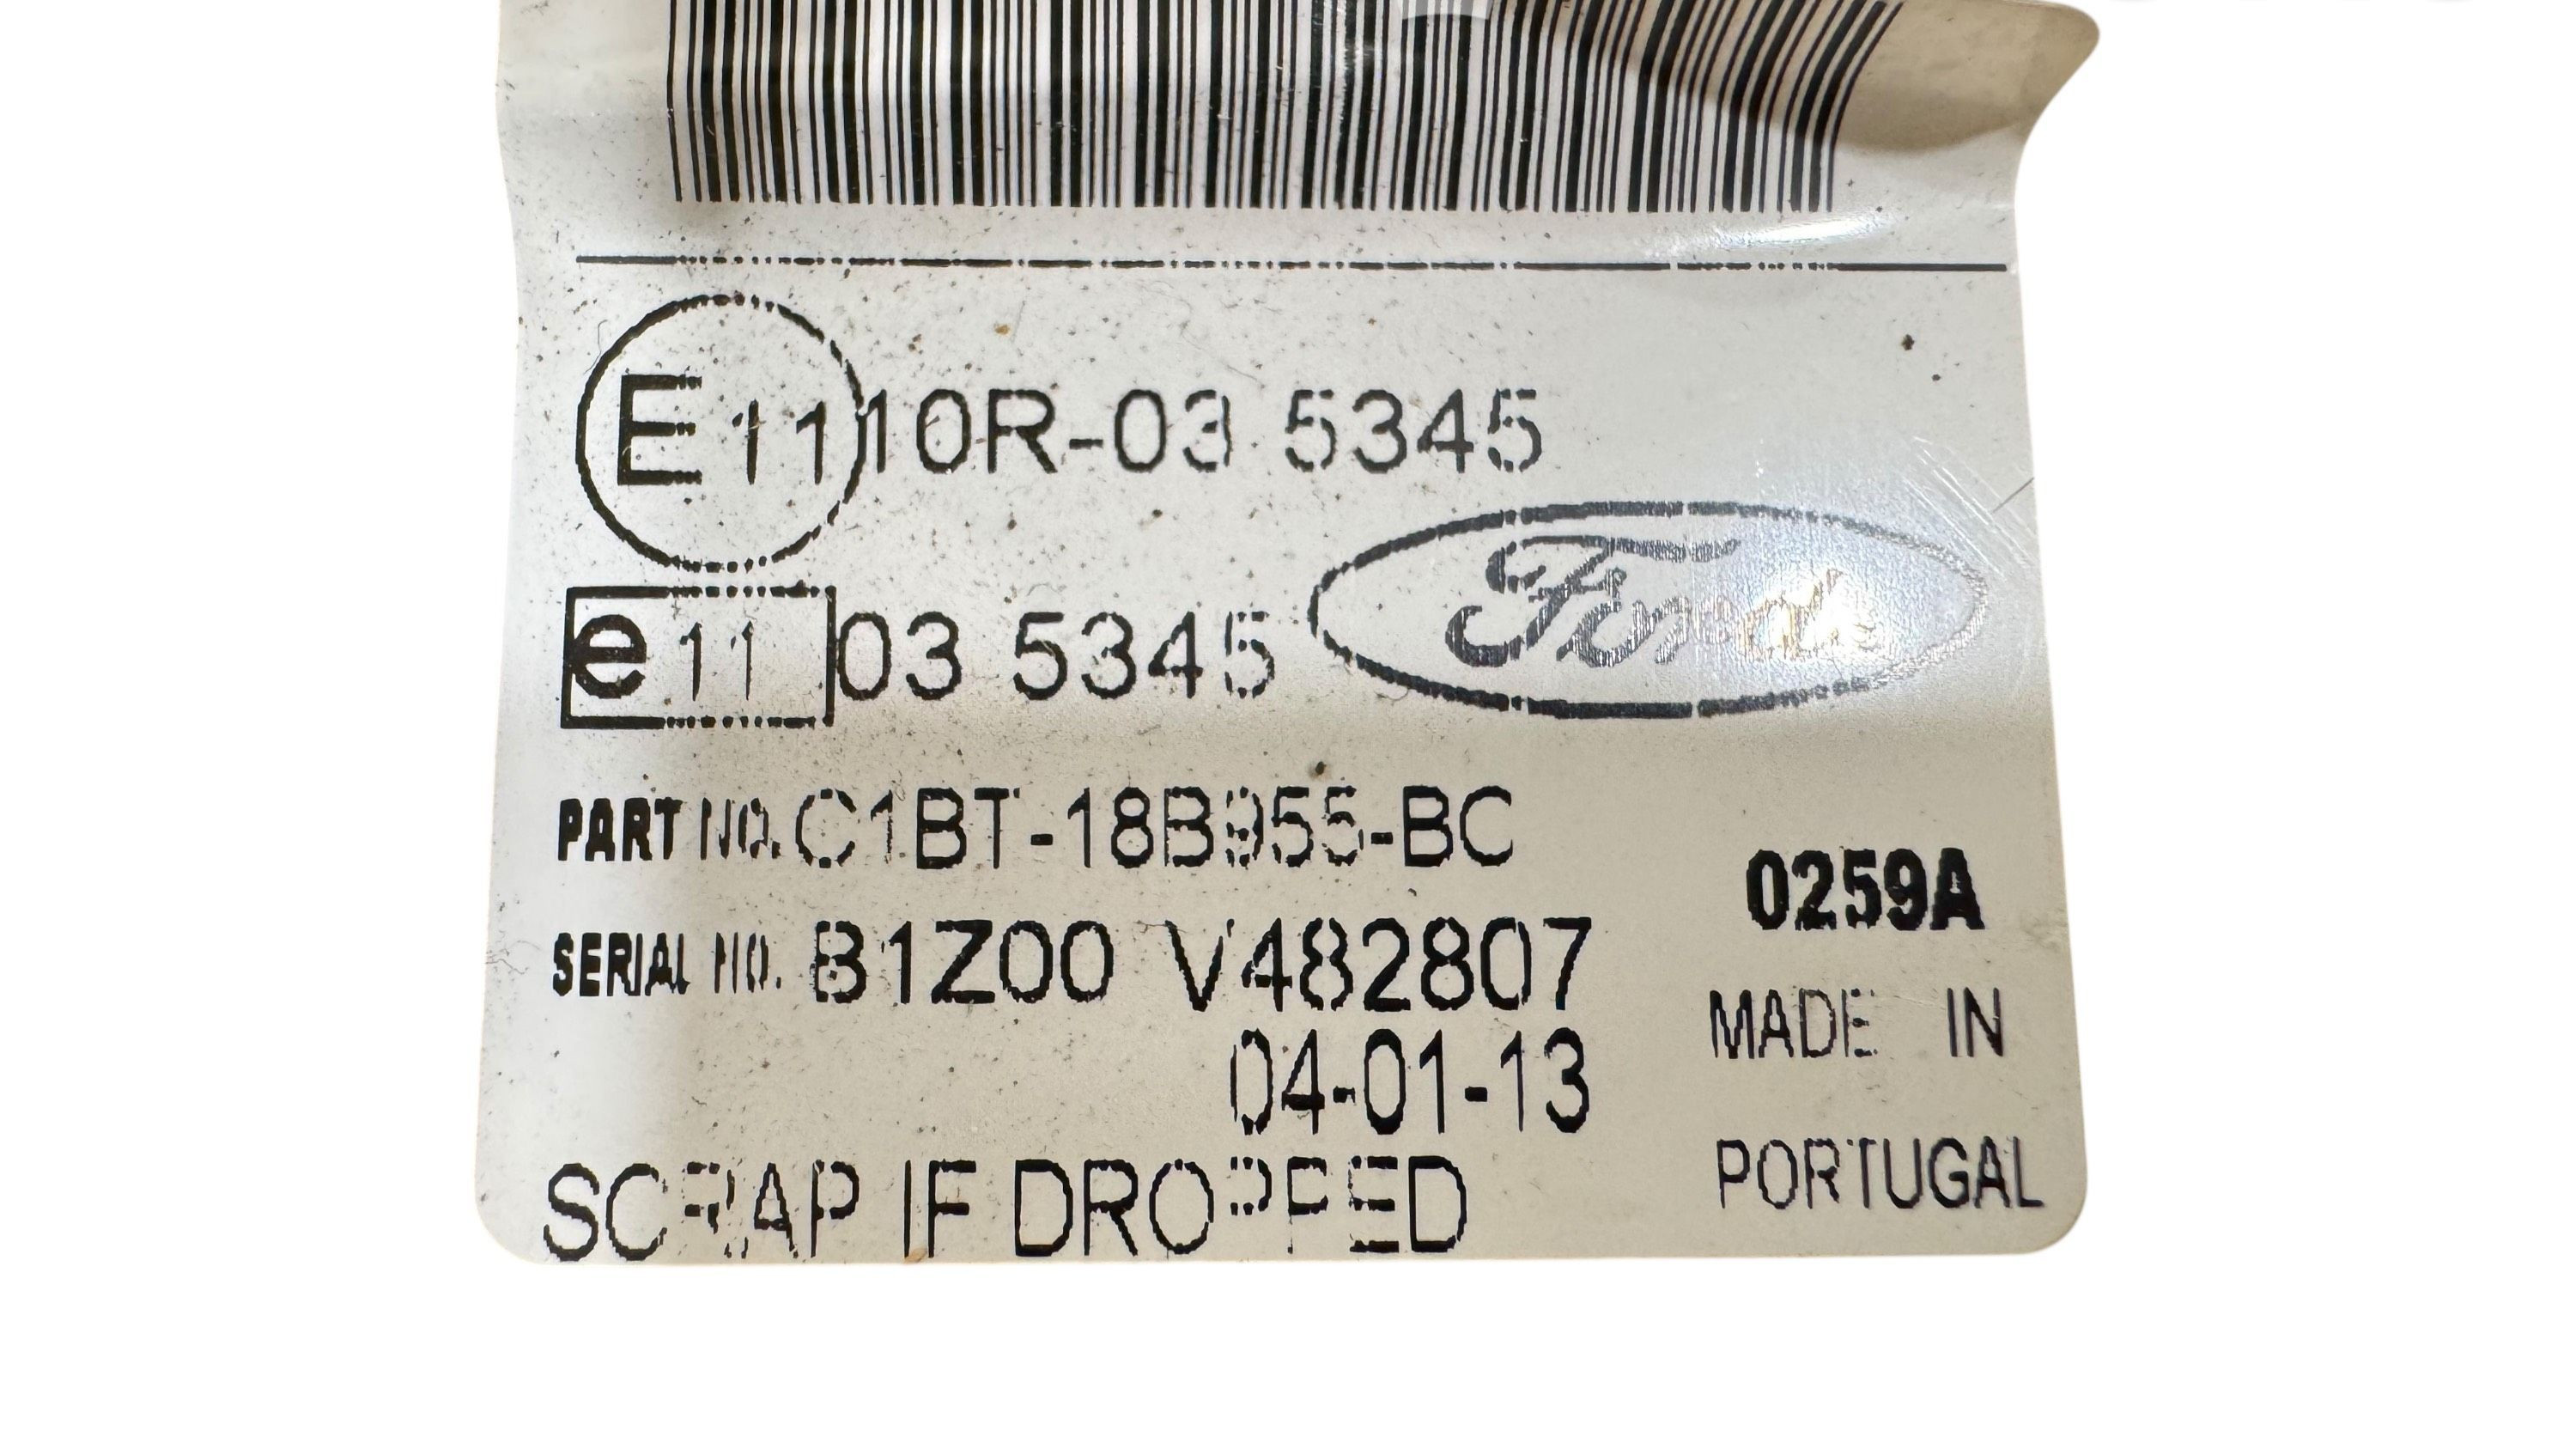 E11 10R-03 5345
e11 03 5345
Ford
PART NO. C1BT-18B955-BC
0259A
SERIAL NO. B1Z00 V482807
MADE IN
04-01-13
PORTUGAL
SCRAP IF DROPPED